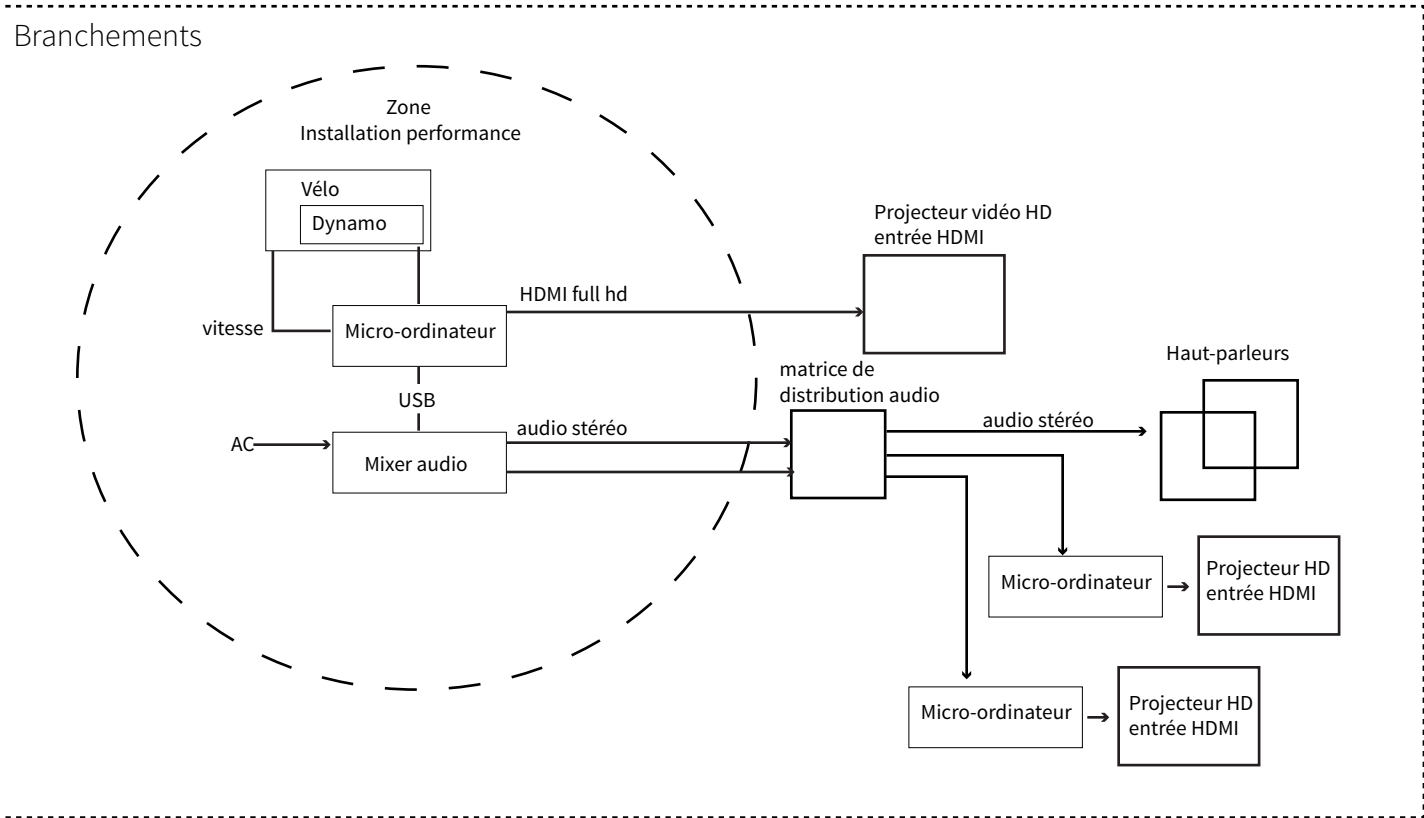 Branchements
Zone
Installation performance
Vélo
Dynamo
Projecteur vidéo HD
entrée HDMI
HDMI full hd
vitesse
Micro-ordinateur
Haut-parleurs
matrice de
distribution audio
USB
audio stéréo
audio stéréo
AC
Mixer audio
Micro-ordinateur
Projecteur HD
entrée HDMI
Micro-ordinateur
Projecteur HD
entrée HDMI